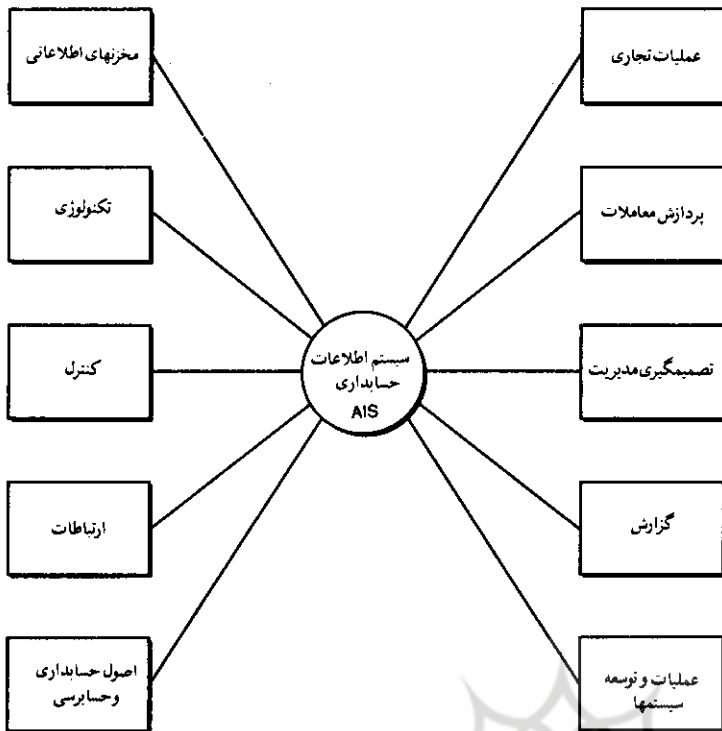 عملیات تجاری
مخزنهای اطلاعاتی
پردازش معاملات
تکنولوژی
سیستم اطلاعات
حسابداری
AIS
تصمیمگیری مدیریت
کنترل
گزارش
ارتباطات
عملیات و توسعه
سیستمها
اصول حسابداری
وحسابرسی